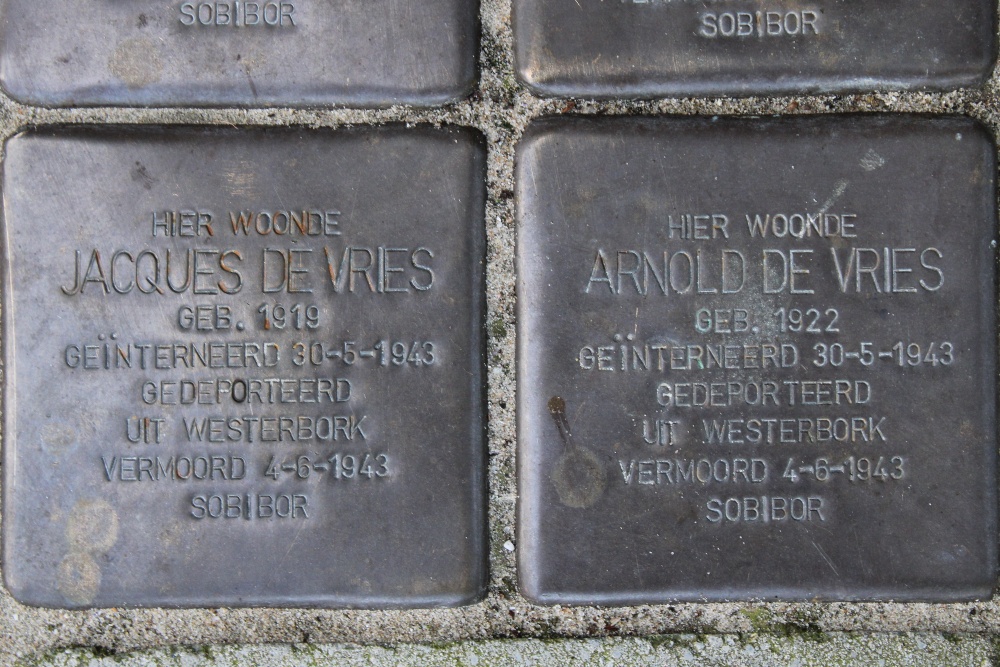 SOBIBOR
SOBIBOR
HIER WOONDE
JACQUES DE VRIES
GEB. 1919
GEÏNTERNEERD 30-5-1943
GEDEPORTEERD
UIT WESTERBORK
VERMOORD 4-6-1943
SOBIBOR
HIER WOONDE
ARNOLD DE VRIES
GEB. 1922
GEÏNTERNEERD 30-5-1943
GEDEPORTEERD
UIT WESTERBORK
VERMOORD 4-6-1943
SOBIBOR